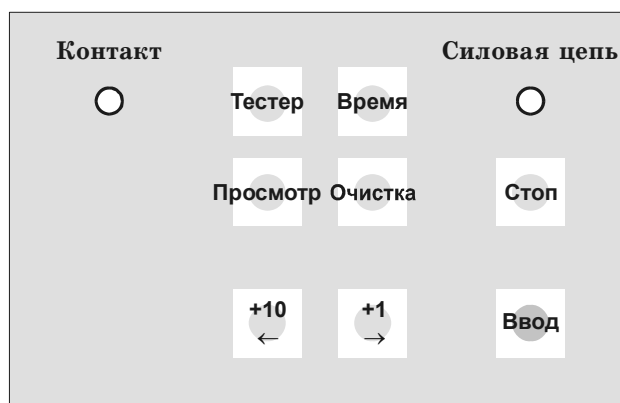 Контакт Силовая цепь
Тестер Время
Просмотр Очистка Стоп
+10 +1
← →
Ввод